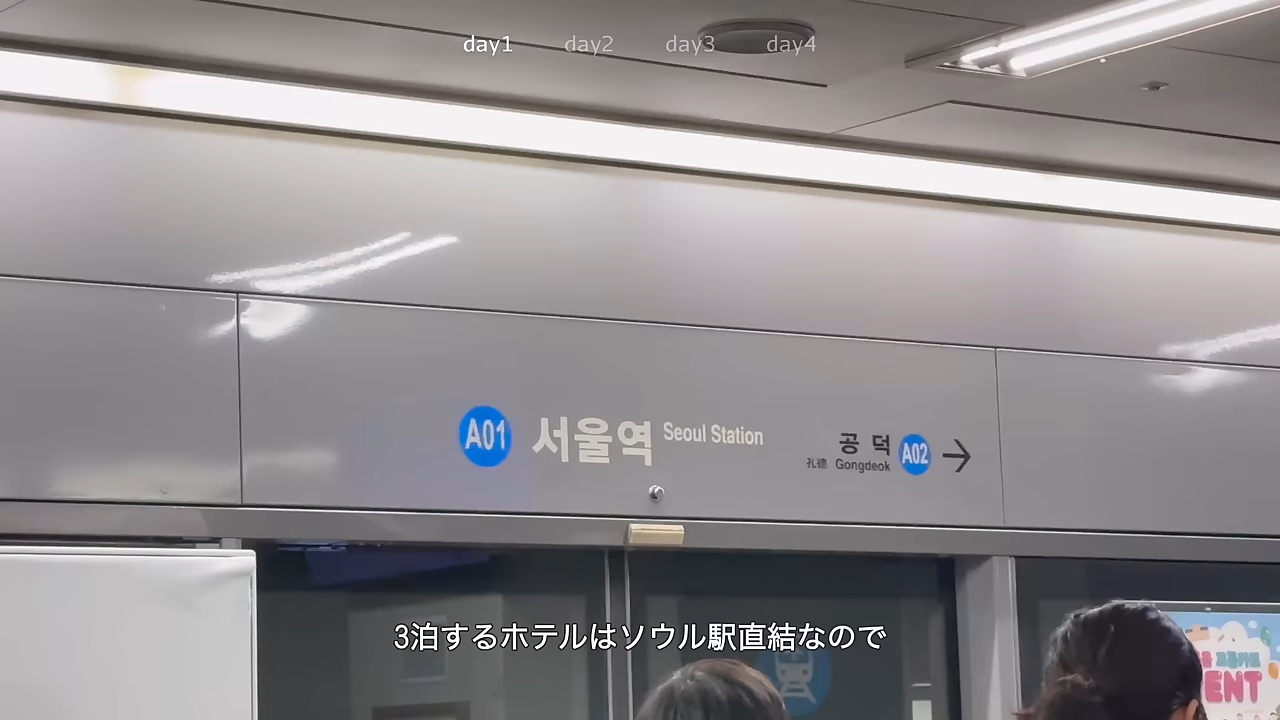 day1 day2 day3 day4
A01 서울역 Seoul Station
공덕 A02
孔德 Gongdeok
3泊するホテルはソウル駅直結なので
ENT